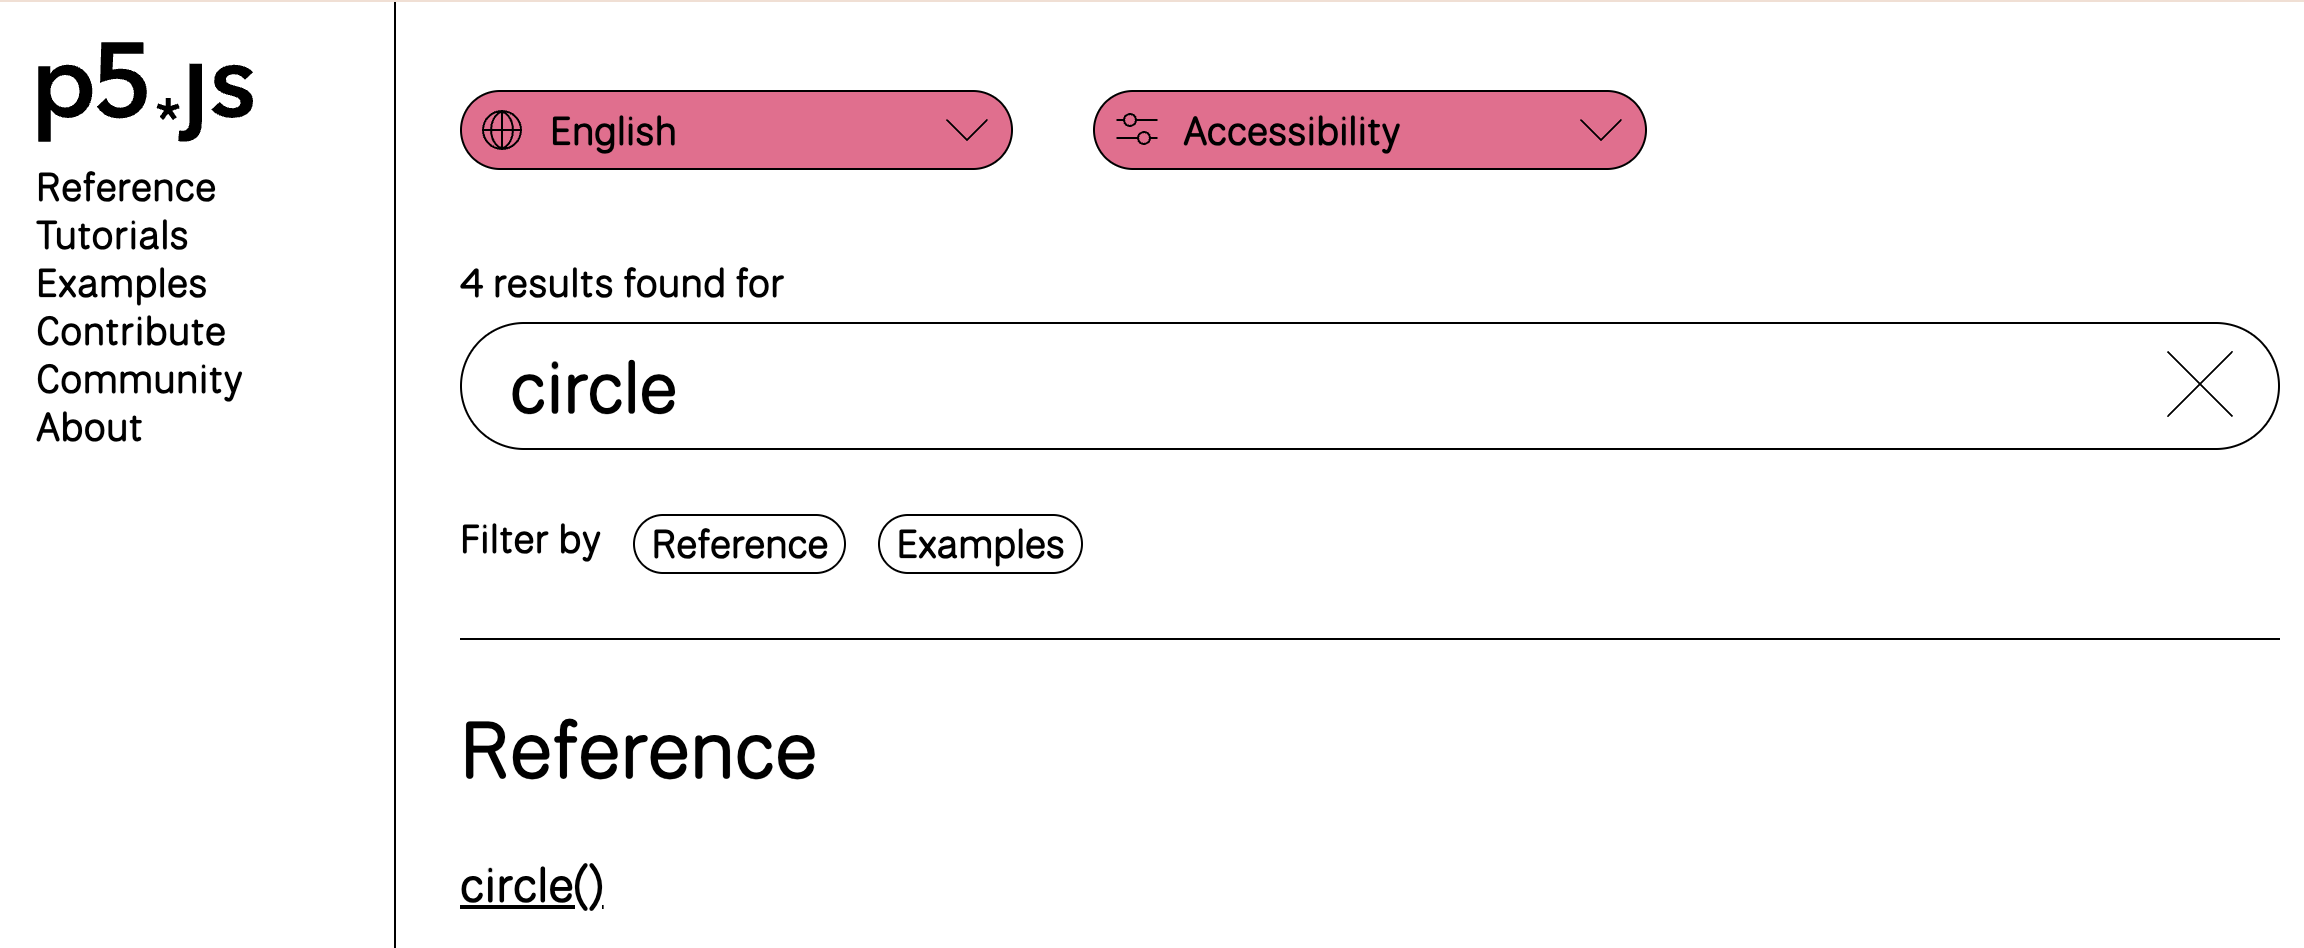 p5*js
Reference
Tutorials
Examples
Contribute
Community
About
English
Accessibility
4 results found for
circle
Filter by Reference Examples
Reference
circle()